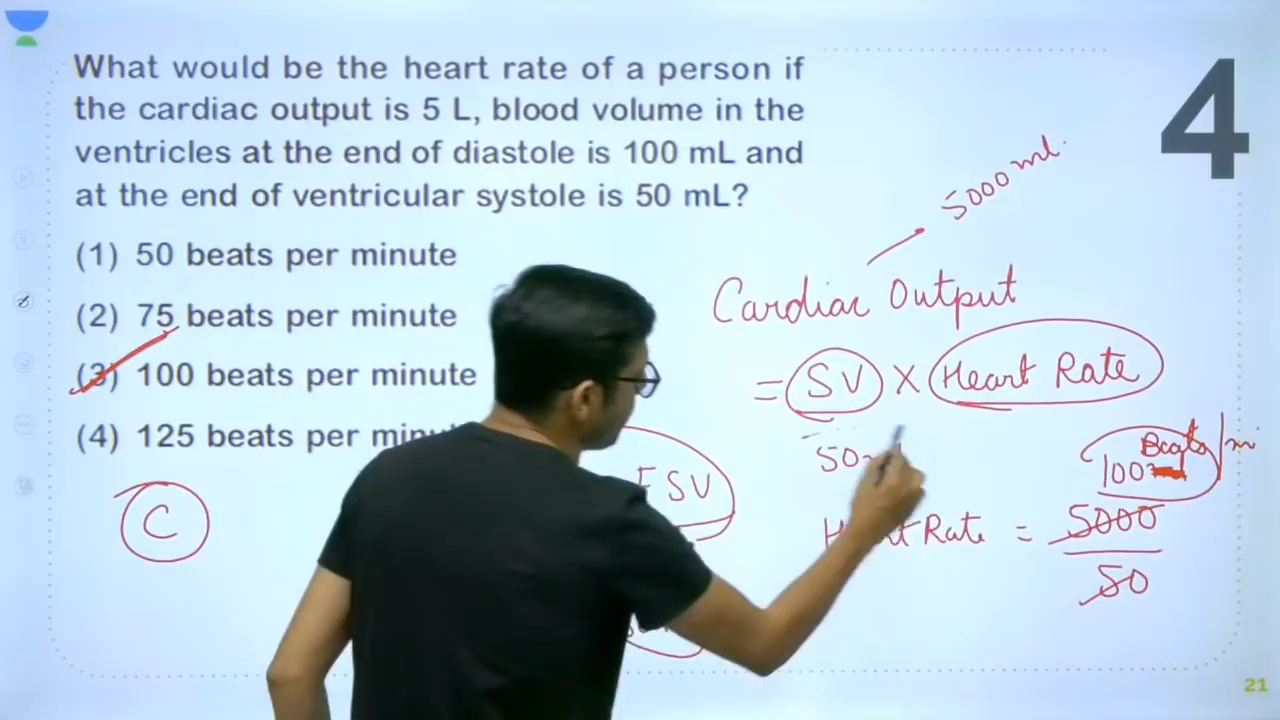 What would be the heart rate of a person if
the cardiac output is 5 L, blood volume in the
ventricles at the end of diastole is 100 mL and
at the end of ventricular systole is 50 mL?
(1) 50 beats per minute
(2) 75 beats per minute
(3) 100 beats per minute
(4) 125 beats per
4
5000 ml.
Cardiac Output
= SV X Heart Rate
50
100 Beats/m
ESV
Rate = 5000
50
C
21